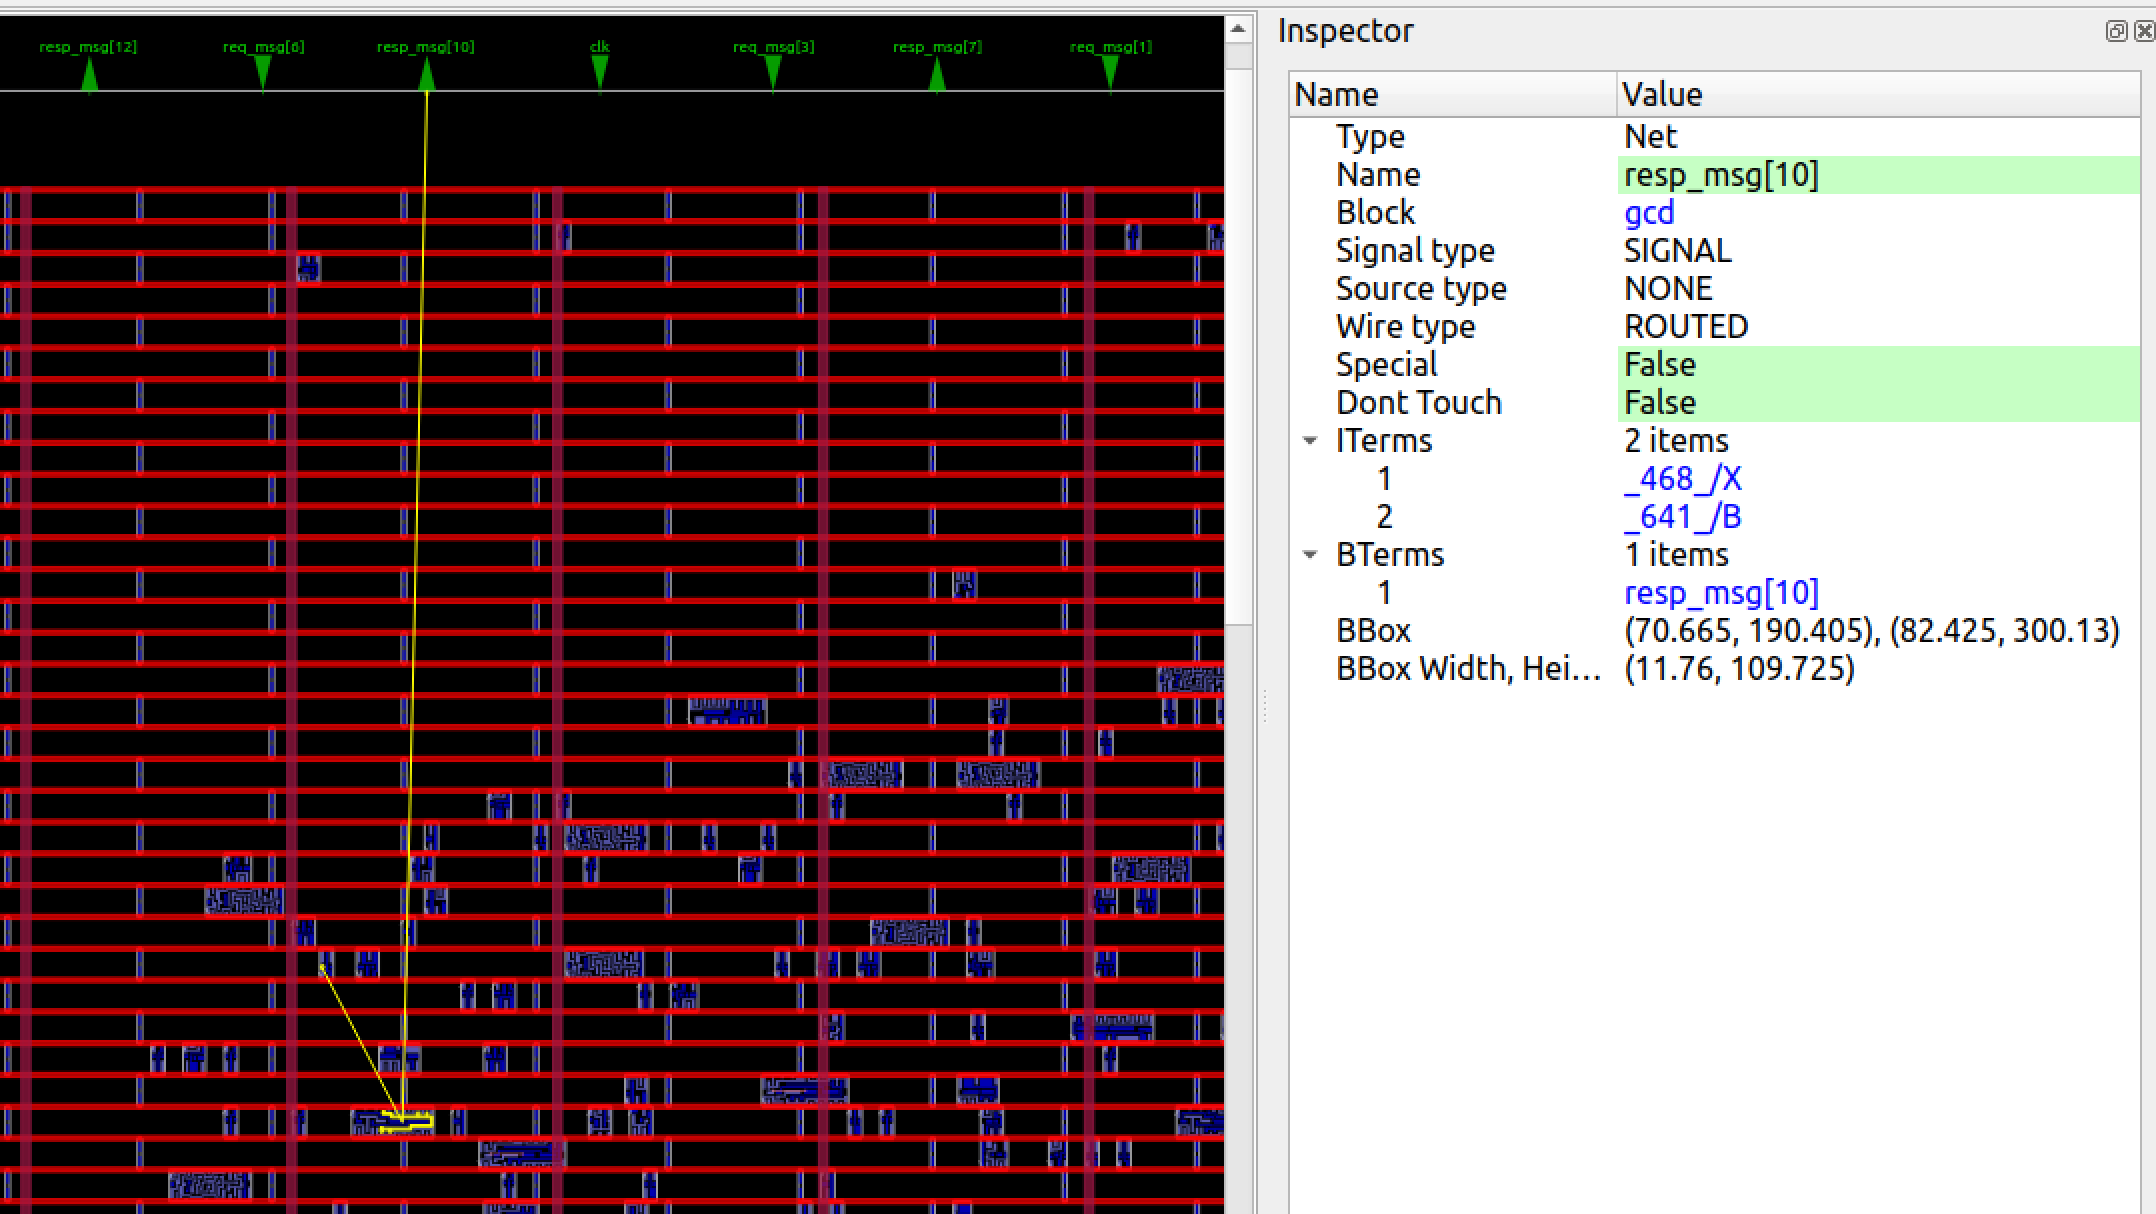 resp_msg[12] req_msg[6] resp_msg[10] clk req_msg[3] resp_msg[7] req_msg[1]
Inspector
Name Value
Type Net
Name resp_msg[10]
Block gcd
Signal type SIGNAL
Source type NONE
Wire type ROUTED
Special False
Dont Touch False
ITerms 2 items
1 _468_/X
2 _641_/B
BTerms 1 items
1 resp_msg[10]
BBox (70.665, 190.405), (82.425, 300.13)
BBox Width, Hei... (11.76, 109.725)